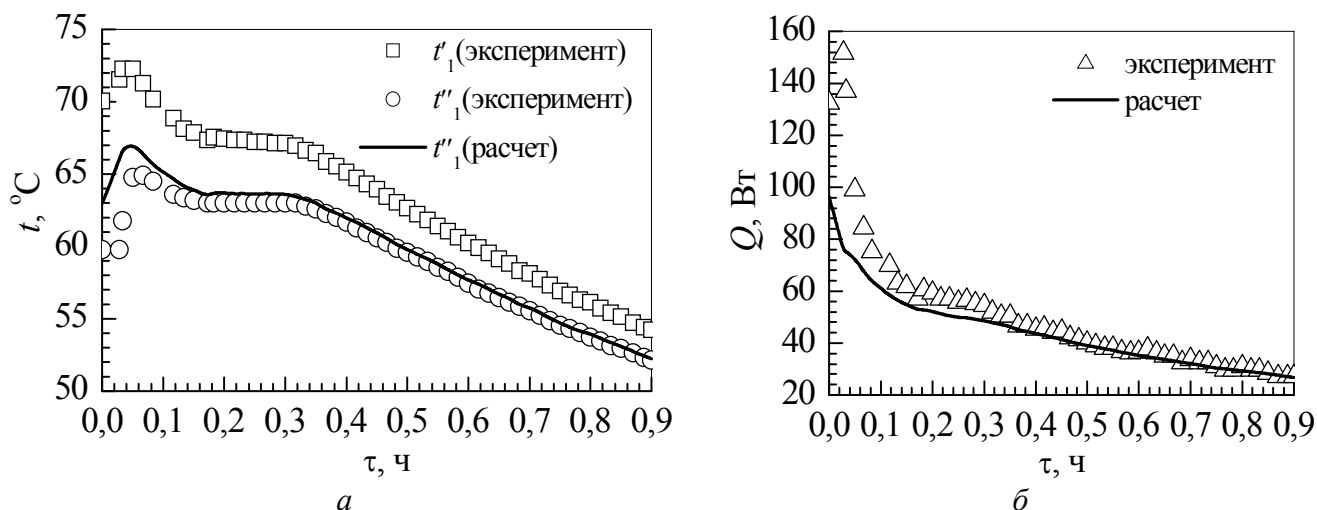 75
70
65
60
55
50
t, °C
t'₁(эксперимент)
t''₁(эксперимент)
t''₁(расчет)
0,0 0,1 0,2 0,3 0,4 0,5 0,6 0,7 0,8 0,9
τ, ч
а
160
140
120
100
80
60
40
20
Q, Вт
эксперимент
расчет
0,0 0,1 0,2 0,3 0,4 0,5 0,6 0,7 0,8 0,9
τ, ч
б